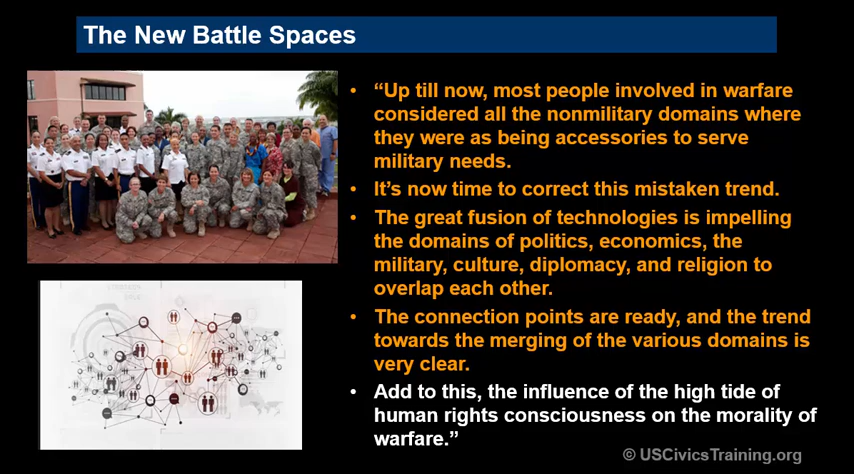 The New Battle Spaces
• “Up till now, most people involved in warfare
considered all the nonmilitary domains where
they were as being accessories to serve
military needs.
• It’s now time to correct this mistaken trend.
• The great fusion of technologies is impelling
the domains of politics, economics, the
military, culture, diplomacy, and religion to
overlap each other.
• The connection points are ready, and the trend
towards the merging of the various domains is
very clear.
• Add to this, the influence of the high tide of
human rights consciousness on the morality of
warfare.”
© USCivicsTraining.org